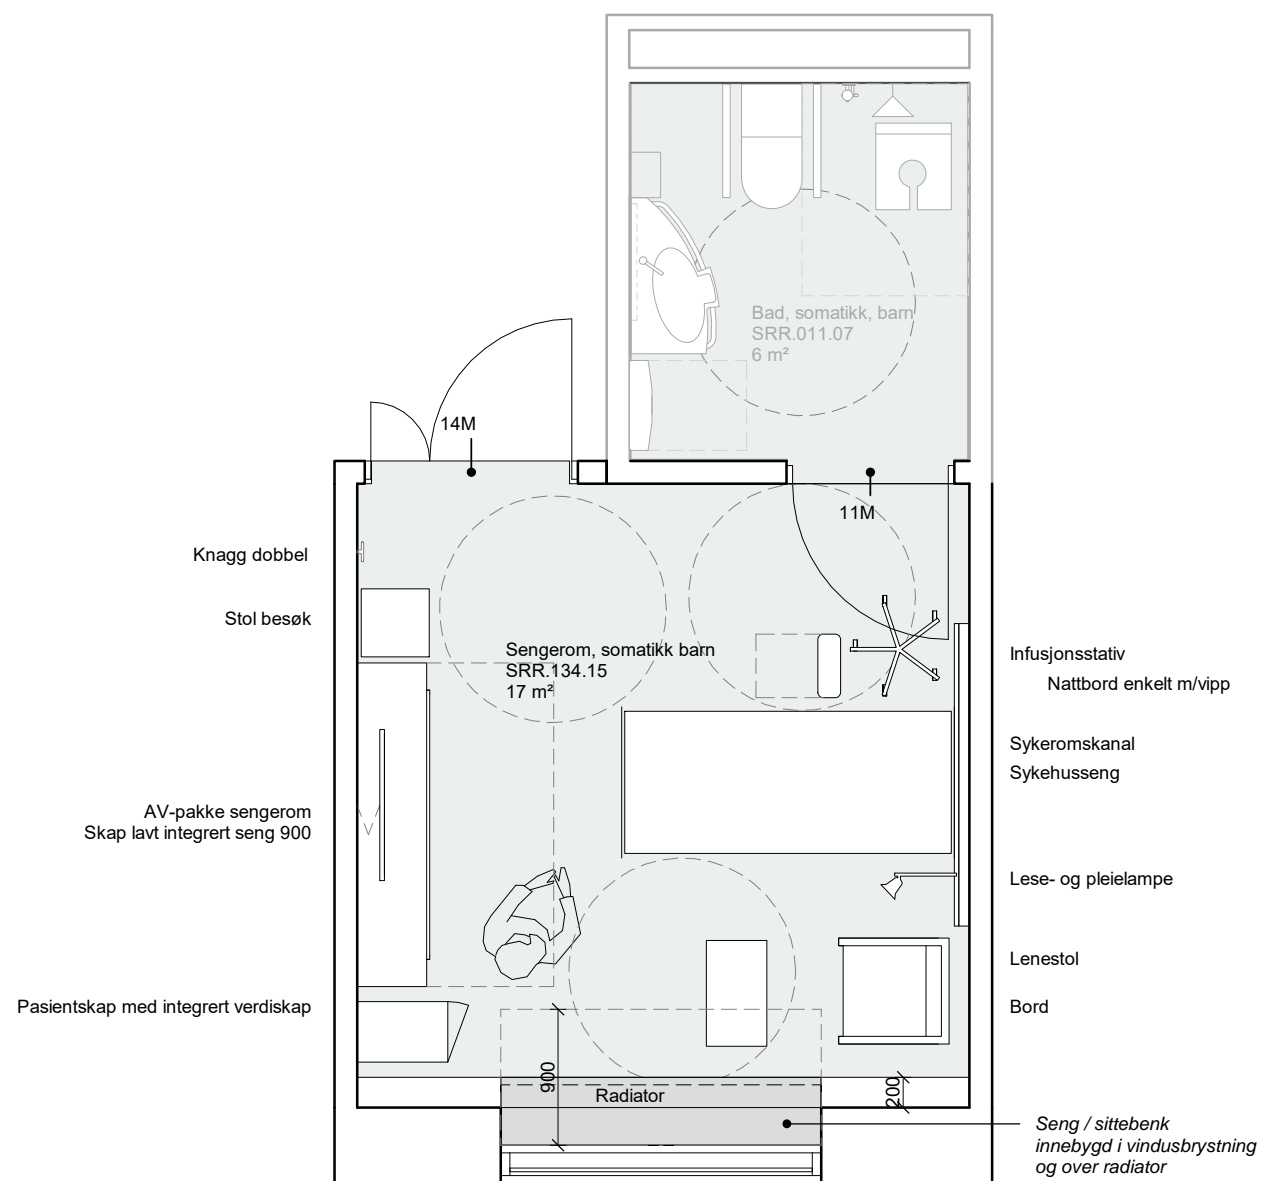 Bad, somatikk, barn
SRR.011.07
6 m²
14M
11M
Knagg dobbel
Stol besøk
Sengerom, somatikk barn
SRR.134.15
17 m²
Infusjonsstativ
Nattbord enkelt m/vipp
Sykeromskanal
Sykehusseng
AV-pakke sengerom
Skap lavt integrert seng 900
Lese- og pleielampe
Lenestol
Pasientskap med integrert verdiskap
Bord
900
Radiator
200
Seng / sittebenk
innebygd i vindusbrystning
og over radiator